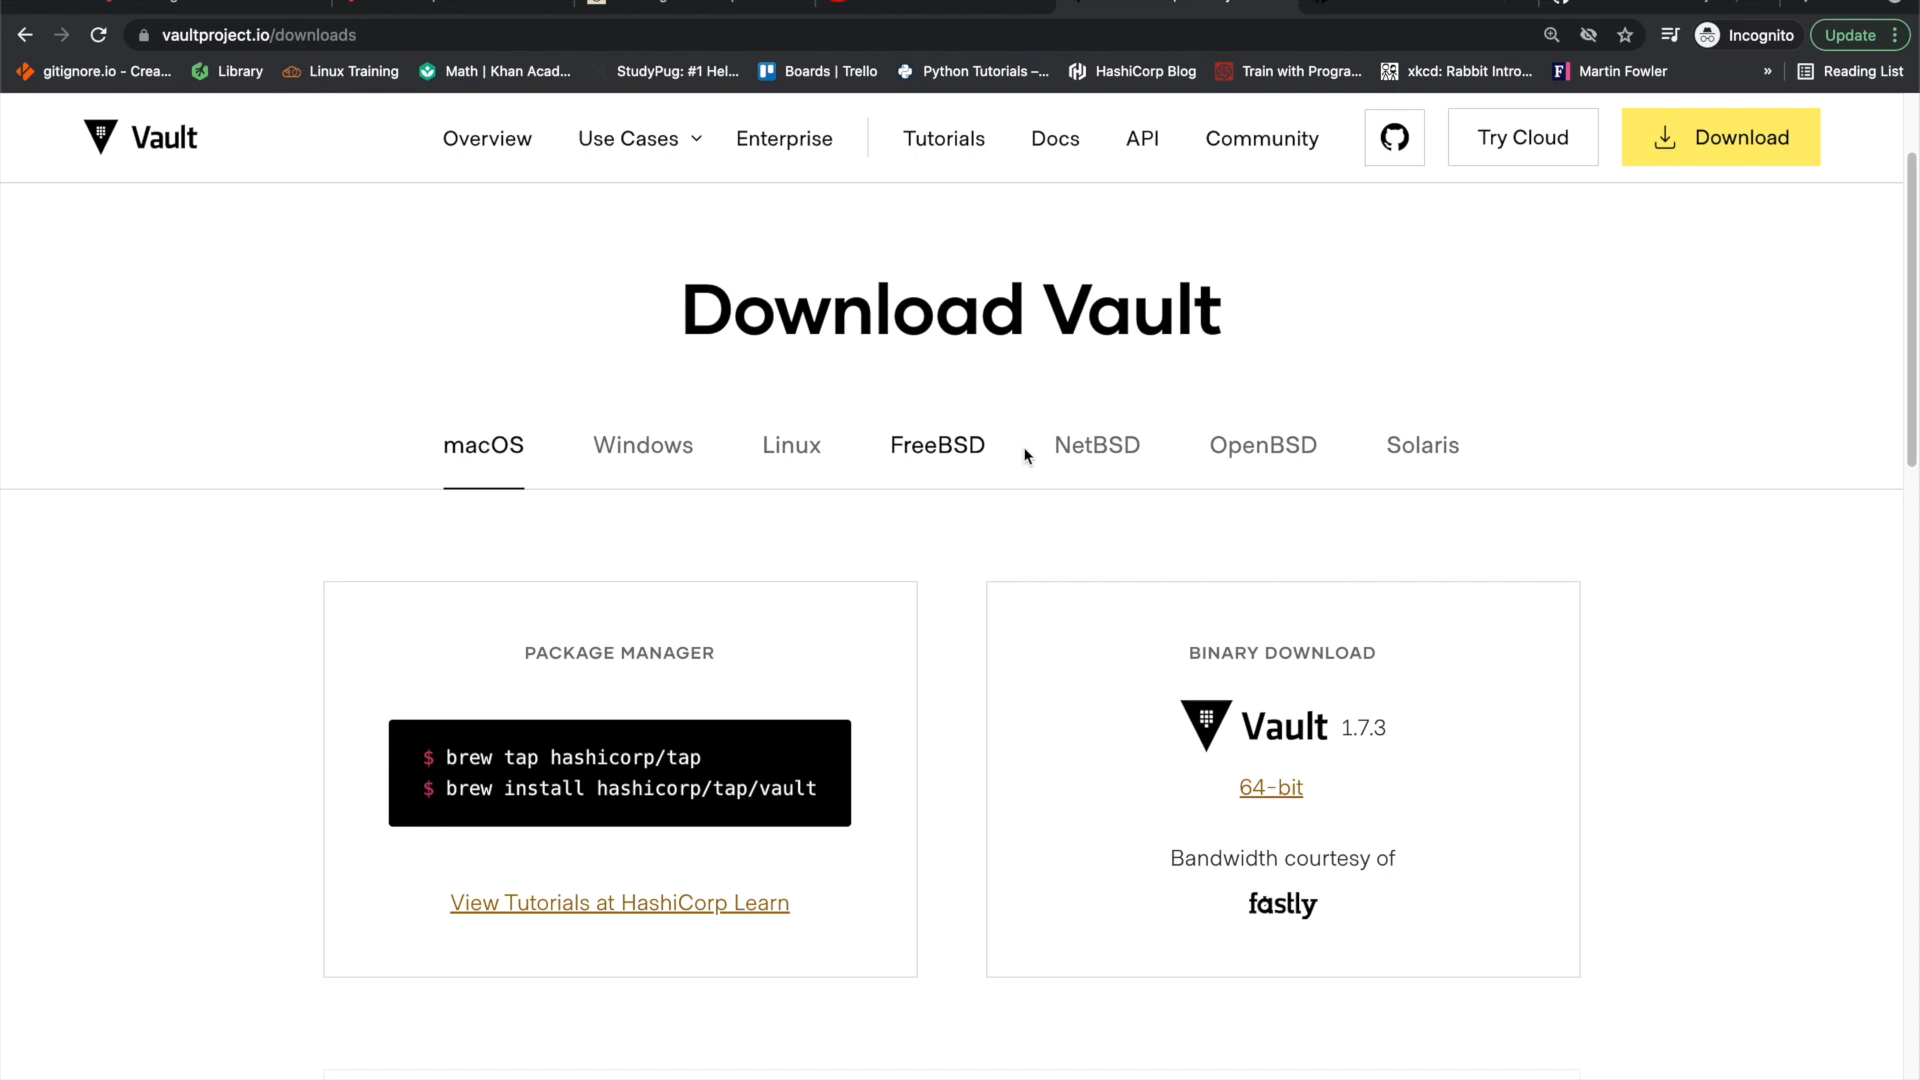 vaultproject.io/downloads
Incognito
Update
gitignore.io - Crea...
Library
Linux Training
Math | Khan Acad...
StudyPug: #1 Hel...
Boards | Trello
Python Tutorials –...
HashiCorp Blog
Train with Progra...
xkcd: Rabbit Intro...
Martin Fowler
»
Reading List
Vault
Overview
Use Cases
Enterprise
Tutorials
Docs
API
Community
Try Cloud
Download
Download Vault
macOS
Windows
Linux
FreeBSD
NetBSD
OpenBSD
Solaris
PACKAGE MANAGER
$ brew tap hashicorp/tap
$ brew install hashicorp/tap/vault
View Tutorials at HashiCorp Learn
BINARY DOWNLOAD
Vault 1.7.3
64-bit
Bandwidth courtesy of
fastly